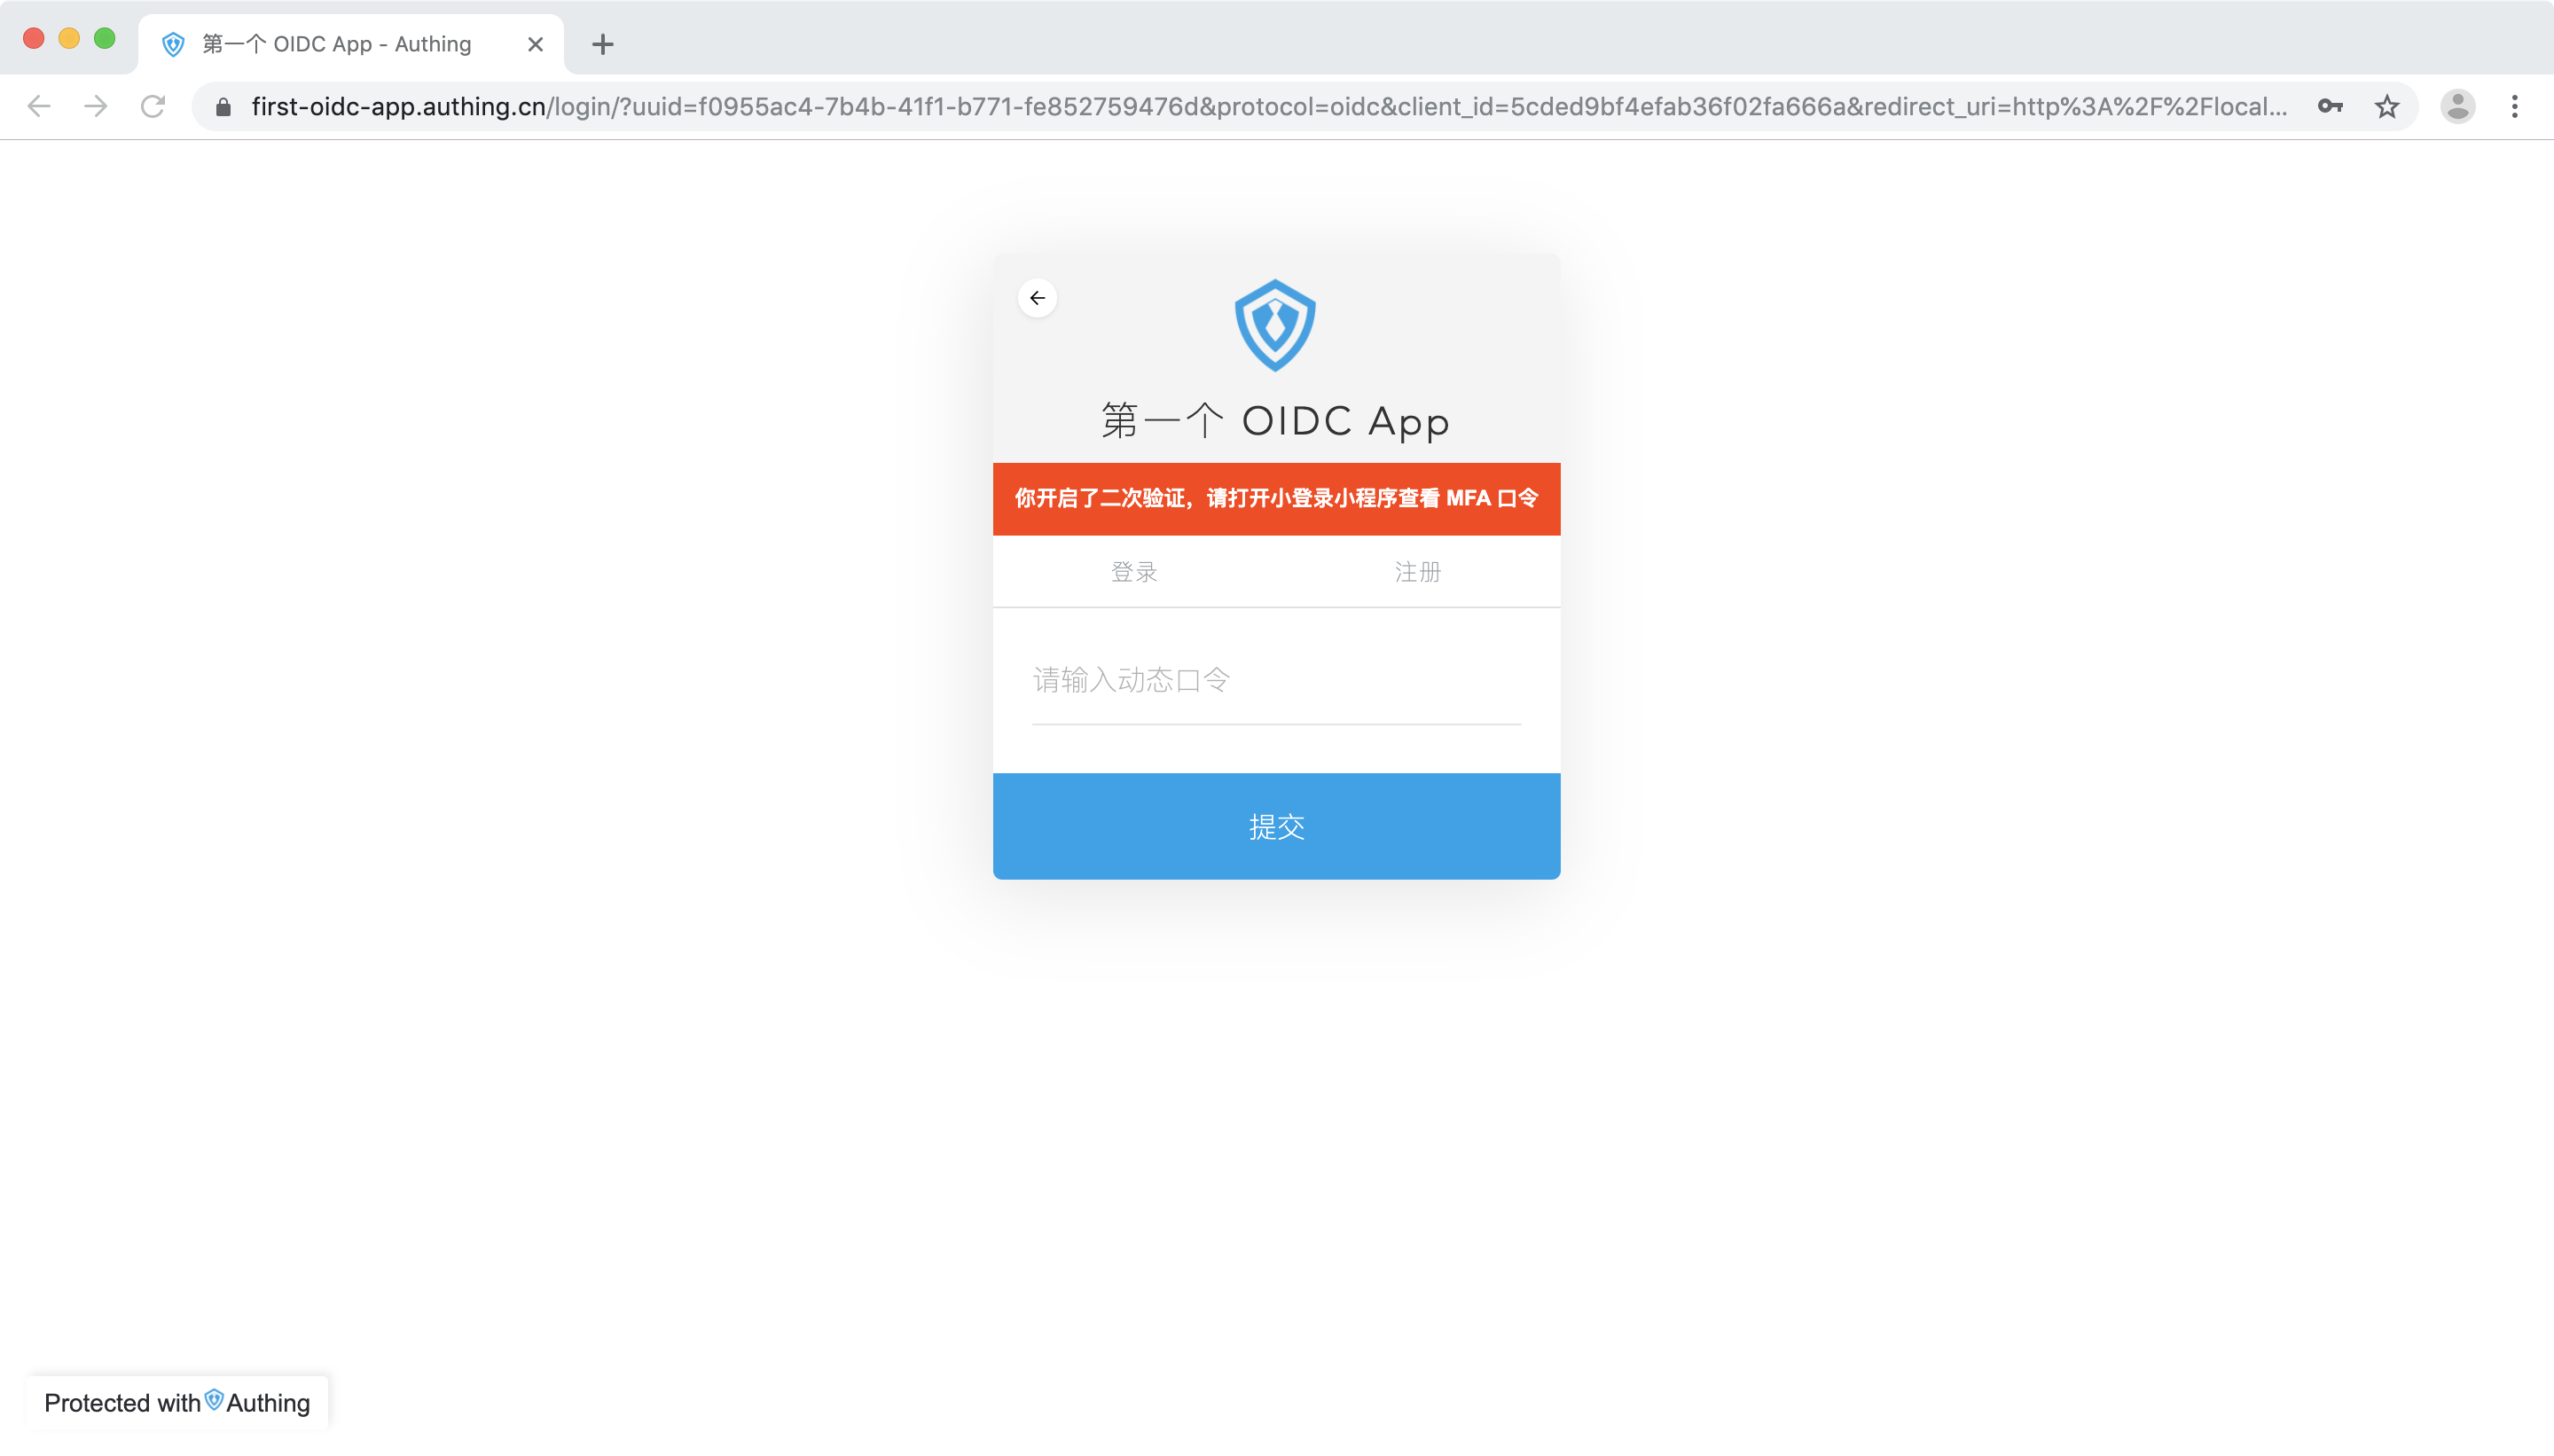 第一个 OIDC App - Authing
first-oidc-app.authing.cn/login/?uuid=f0955ac4-7b4b-41f1-b771-fe852759476d&protocol=oidc&client_id=5cded9bf4efab36f02fa666a&redirect_uri=http%3A%2F%2Flocal...
第一个 OIDC App
你开启了二次验证，请打开小登录小程序查看 MFA 口令
登录
注册
请输入动态口令
提交
Protected with Authing